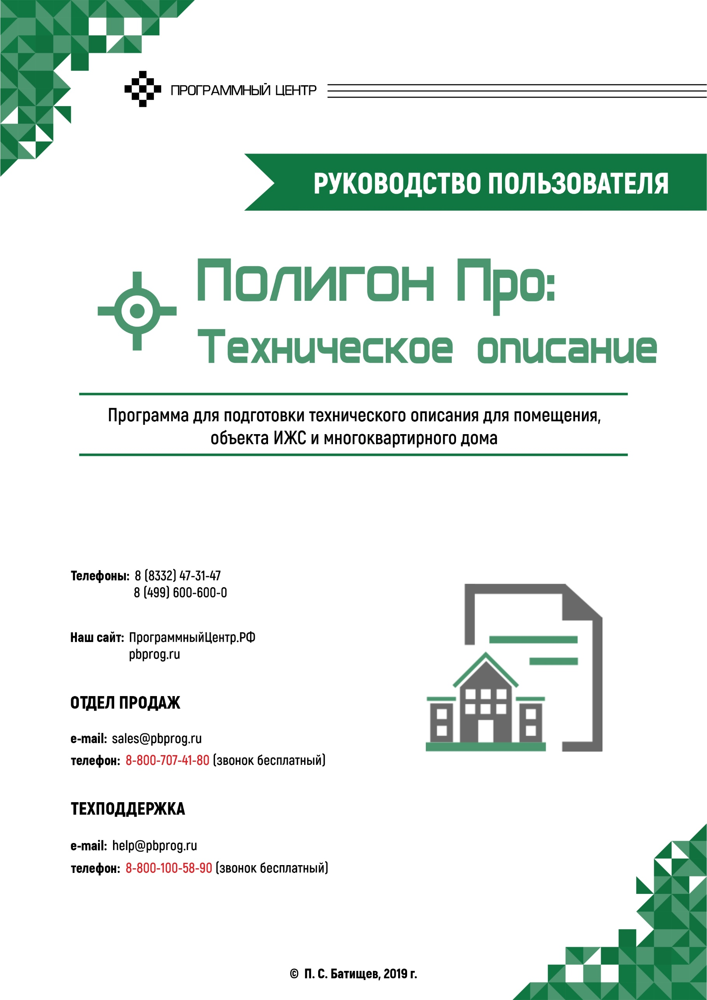 ПРОГРАММНЫЙ ЦЕНТР
РУКОВОДСТВО ПОЛЬЗОВАТЕЛЯ
Полигон Про:
Техническое описание
Программа для подготовки технического описания для помещения,
объекта ИЖС и многоквартирного дома
Телефоны: 8 (8332) 47-31-47
8 (499) 600-600-0
Наш сайт: ПрограммныйЦентр.РФ
pbprog.ru
ОТДЕЛ ПРОДАЖ
e-mail: sales@pbprog.ru
телефон: 8-800-707-41-80 (звонок бесплатный)
ТЕХПОДДЕРЖКА
e-mail: help@pbprog.ru
телефон: 8-800-100-58-90 (звонок бесплатный)
© П. С. Батищев, 2019 г.